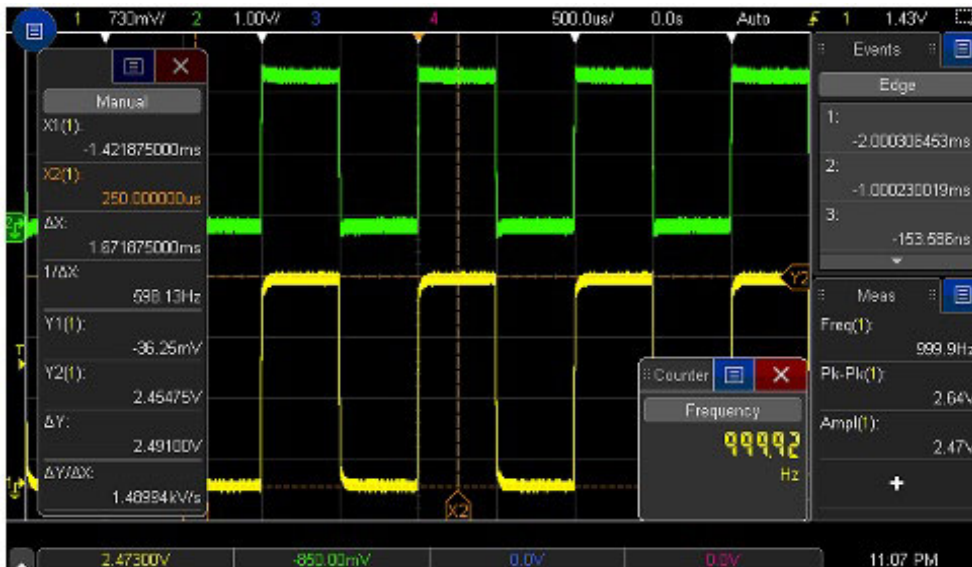 1 730mV/ 2 1.00V/ 3 4 500.0us/ 0.0s Auto 1 1.43V
Manual
X1(1):
-1.421875000ms
X2(1):
250.000000us
ΔX:
1.671875000ms
1/ΔX:
598.13Hz
Y1(1):
-36.25mV
Y2(1):
2.45475V
ΔY:
2.49100V
ΔY/ΔX:
1.48994kV/s
2
T
1
Y2
X2
Events
Edge
1:
-2.000306453ms
2:
-1.000230019ms
3:
-153.586ns
Meas
Freq(1):
999.9Hz
Pk-Pk(1):
2.64V
Ampl(1):
2.47V
+
Counter
Frequency
999.92
Hz
2.47300V -850.00mV 0.0V 0.0V 11:07 PM